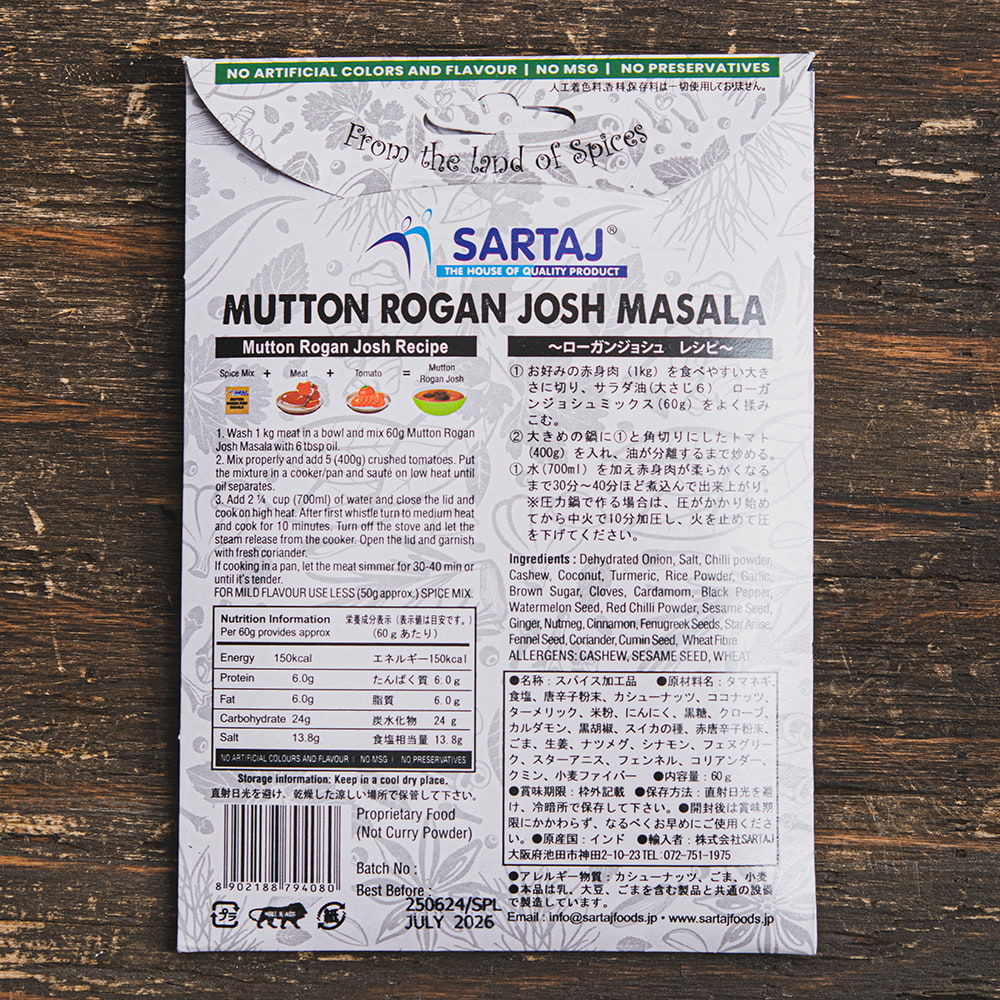 NO ARTIFICIAL COLORS AND FLAVOUR | NO MSG | NO PRESERVATIVES
人工着色料,香料,保存料は一切使用しておりません。
From the land of Spices
SARTAJ®
THE HOUSE OF QUALITY PRODUCT
MUTTON ROGAN JOSH MASALA
Mutton Rogan Josh Recipe
Spice Mix + Meat + Tomato = Mutton
Rogan Josh
1. Wash 1 kg meat in a bowl and mix 60g Mutton Rogan
Josh Masala with 6 tbsp oil.
2. Mix properly and add 5 (400g) crushed tomatoes. Put
the mixture in a cooker/pan and sauté on low heat until
oil separates.
3. Add 2 ¼ cup (700ml) of water and close the lid and
cook on high heat. After first whistle turn to medium heat
and cook for 10 minutes. Turn off the stove and let the
steam release from the cooker. Open the lid and garnish
with fresh coriander.
If cooking in a pan, let the meat simmer for 30-40 min or
until it's tender.
FOR MILD FLAVOUR USE LESS (50g approx.) SPICE MIX.
Nutrition Information 栄養成分表示（表示値は目安です。）
Per 60g provides approx （60ｇあたり）
Energy 150kcal エネルギー150kcal
Protein 6.0g たんぱく質 6.0g
Fat 6.0g 脂質 6.0g
Carbohydrate 24g 炭水化物 24 g
Salt 13.8g 食塩相当量 13.8g
NO ARTIFICIAL COLOURS AND FLAVOUR | NO MSG | NO PRESERVATIVES
Storage information: Keep in a cool dry place.
直射日光を避け、乾燥した涼しい場所で保管して下さい。
8 902188 794080
Proprietary Food
(Not Curry Powder)
Batch No :
Best Before :
250624/SPL
JULY 2026
プラ
MAKE IN INDIA
紙
～ローガンジョシュ レシピ～
① お好みの赤身肉（1kg）を食べやすい大き
さに切り、サラダ油（大さじ６） ローガ
ンジョシュミックス（60g）をよく揉み
こむ。
② 大きめの鍋に①と角切りにしたトマト
（400g）を入れ、油が分離するまで炒める。
① 水（700ml）を加え赤身肉が柔らかくなる
まで30分～40分ほど煮込んで出来上がり。
※圧力鍋で作る場合は、圧がかかり始め
てから中火で10分加圧し、火を止めて圧
を下げてください。
Ingredients : Dehydrated Onion, Salt, Chilli powder,
Cashew, Coconut, Turmeric, Rice Powder, Garlic,
Brown Sugar, Cloves, Cardamom, Black Pepper,
Watermelon Seed, Red Chilli Powder, Sesame Seed,
Ginger, Nutmeg, Cinnamon, Fenugreek Seeds, Star Anise,
Fennel Seed, Coriander, Cumin Seed, Wheat Fibre
ALLERGENS: CASHEW, SESAME SEED, WHEAT
●名称：スパイス加工品 ●原材料名：タマネギ、
食塩、唐辛子粉末、カシューナッツ、ココナッツ、
ターメリック、米粉、にんにく、黒糖、クローブ、
カルダモン、黒胡椒、スイカの種、赤唐辛子粉末、
ごま、生姜、ナツメグ、シナモン、フェヌグリー
ク、スターアニス、フェンネル、コリアンダー、
クミン、小麦ファイバー ●内容量：60ｇ
●賞味期限：枠外記載 ●保存方法：直射日光を避
け、冷暗所で保存して下さい。●開封後は賞味期
限にかかわらず、なるべくお早めにご使用くださ
い。●原産国：インド ●輸入者：株式会社SARTAJ
大阪府池田市神田2-10-23 TEL：072-751-1975
●アレルギー物質：カシューナッツ、ごま、小麦
●本品は乳、大豆、ごまを含む製品と共通の設備
で製造しています。
Email : info@sartajfoods.jp • www.sartajfoods.jp